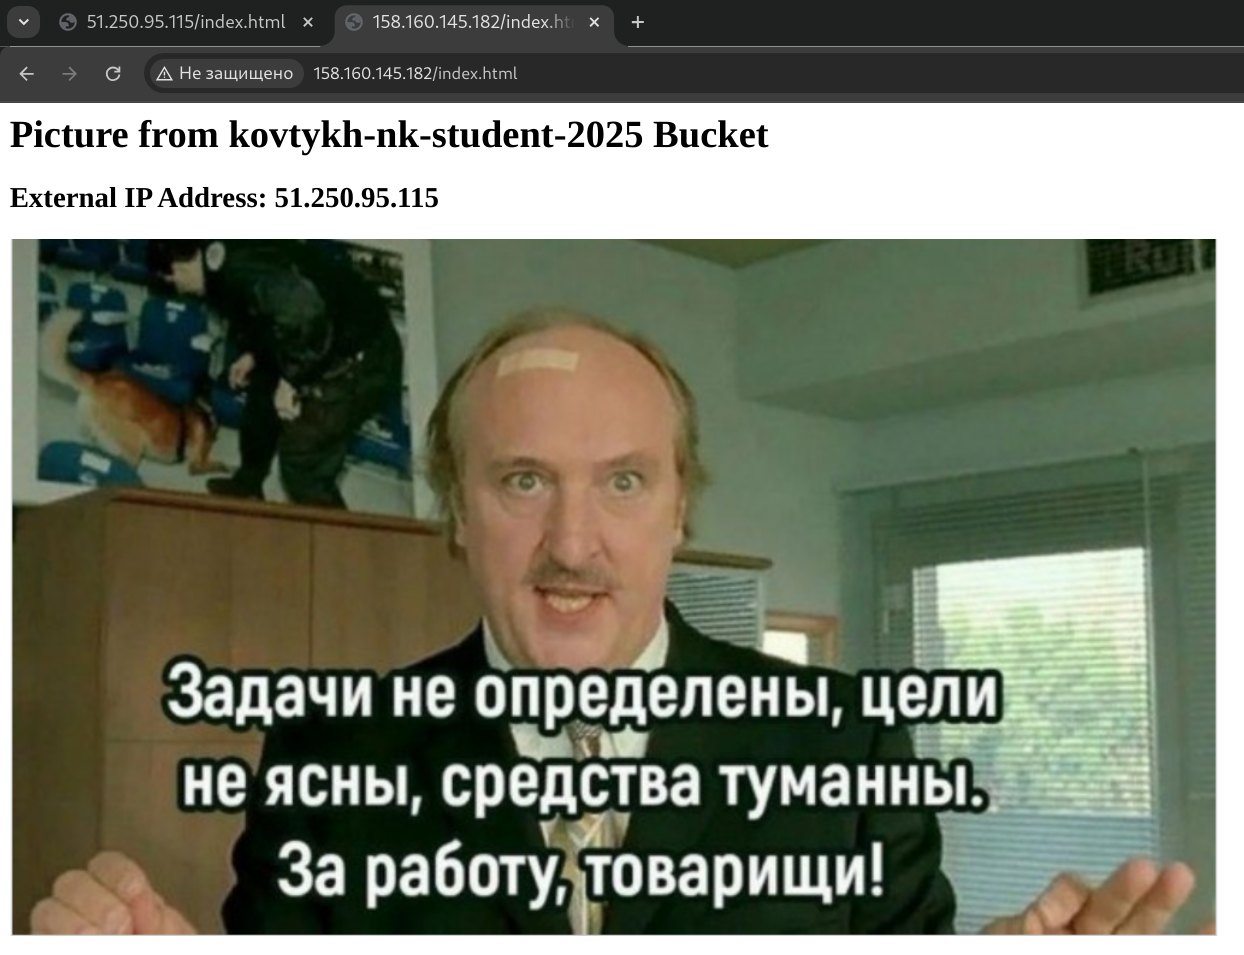 51.250.95.115/index.html
158.160.145.182/index.ht
Не защищено
158.160.145.182/index.html
Picture from kovtykh-nk-student-2025 Bucket
External IP Address: 51.250.95.115
Задачи не определены, цели
не ясны, средства туманны.
За работу, товарищи!